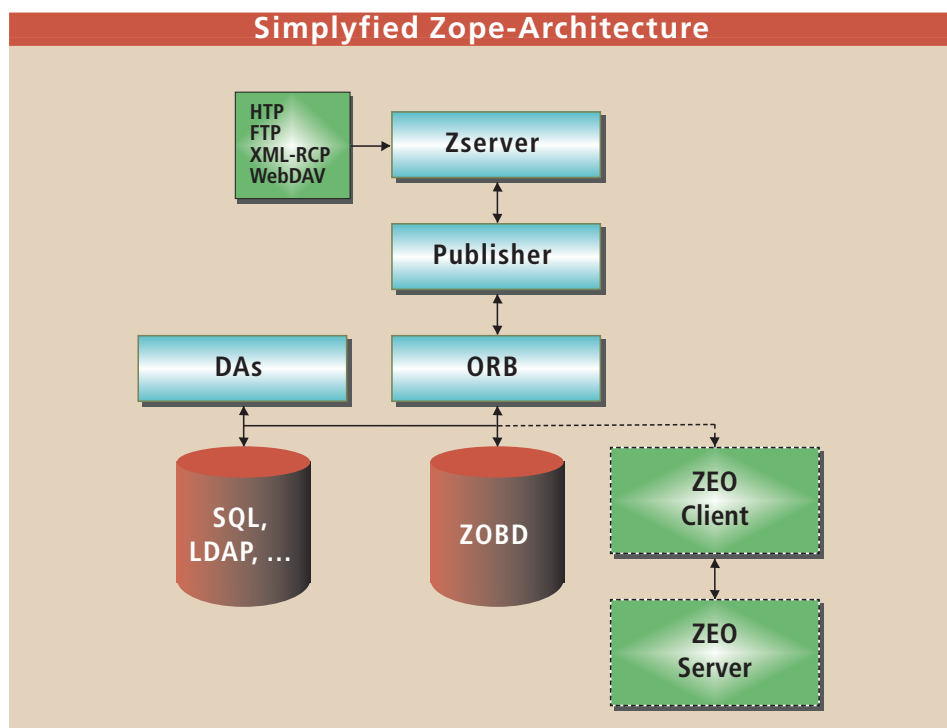 Simplyfied Zope-Architecture
HTP
FTP
XML-RCP
WebDAV
Zserver
Publisher
DAs
ORB
SQL,
LDAP, ...
ZOBD
ZEO
Client
ZEO
Server